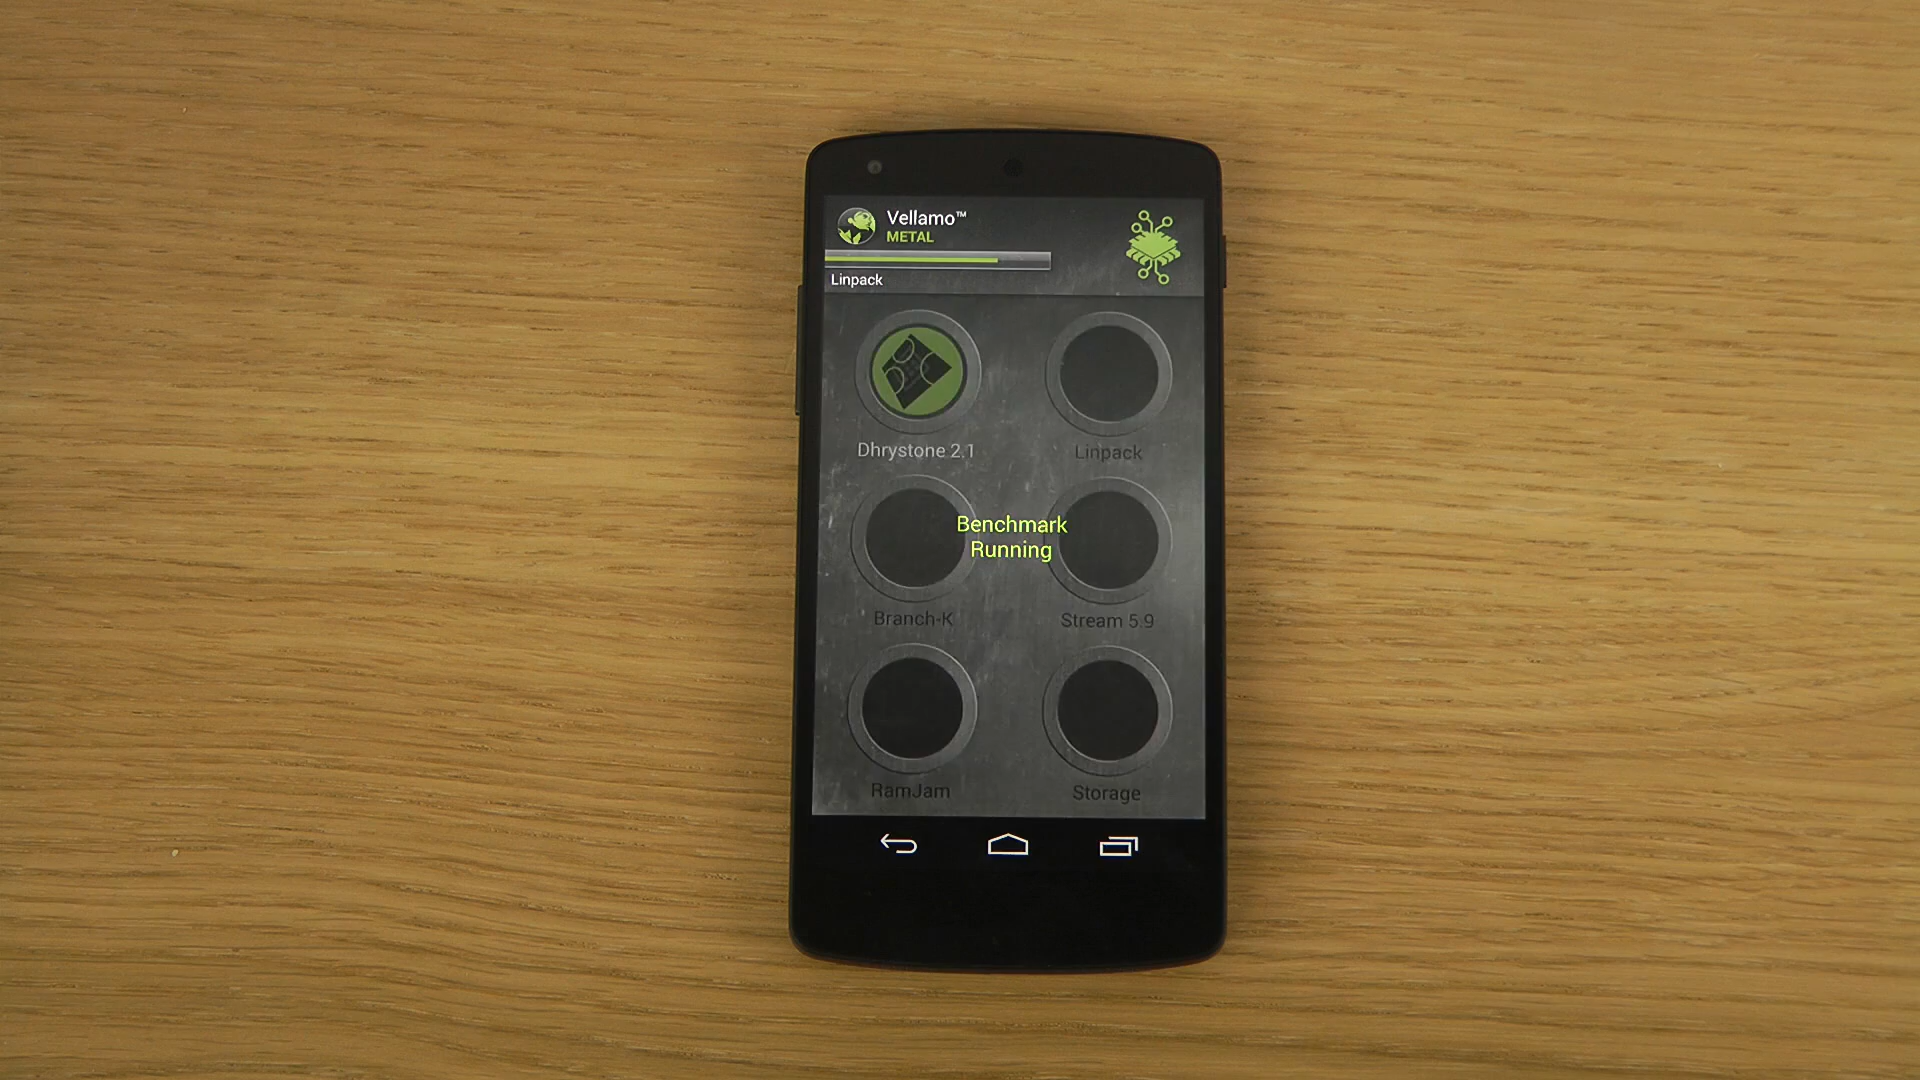 Vellamo™
METAL
Linpack
Dhrystone 2.1
Linpack
Benchmark
Running
Branch-K
Stream 5.9
RamJam
Storage